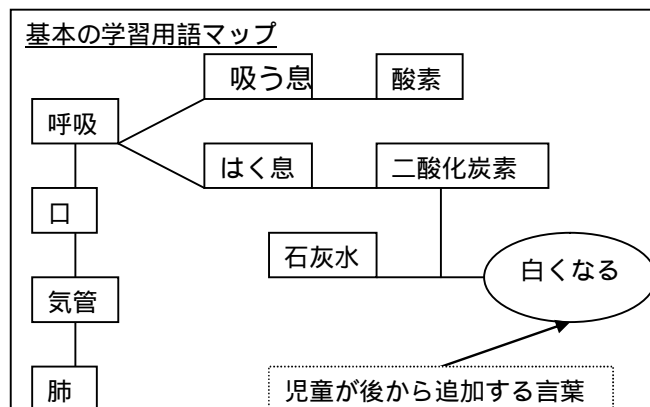 基本の学習用語マップ
吸う息
酸素
呼吸
はく息
二酸化炭素
口
石灰水
白くなる
気管
肺
児童が後から追加する言葉